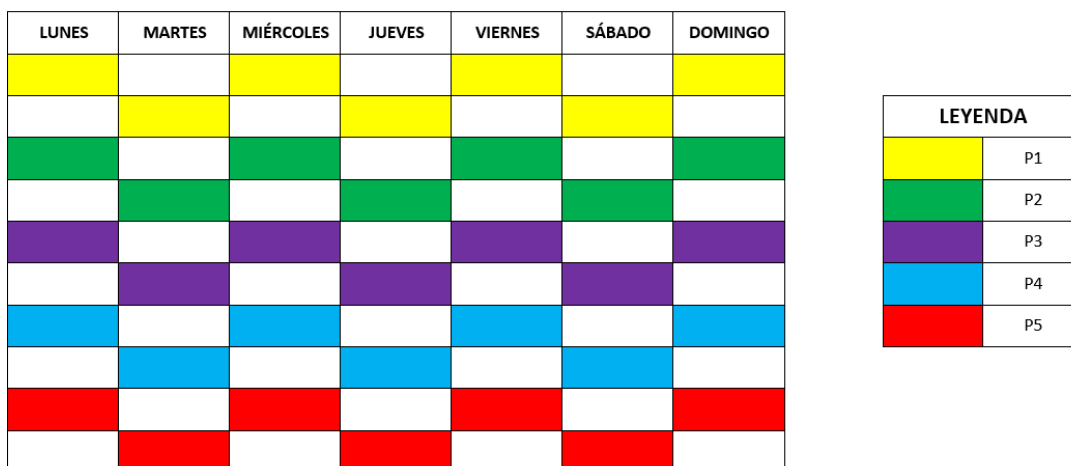 LUNES MARTES MIÉRCOLES JUEVES VIERNES SÁBADO DOMINGO
LEYENDA
P1
P2
P3
P4
P5